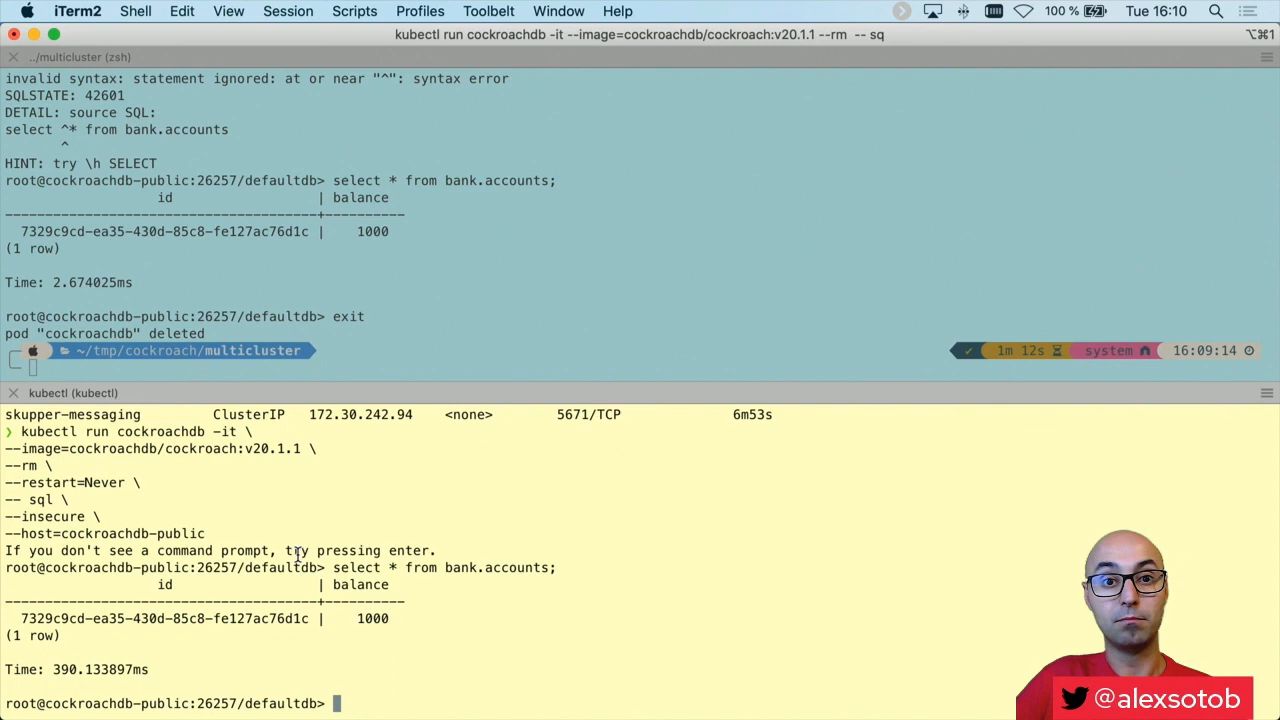 iTerm2 Shell Edit View Session Scripts Profiles Toolbelt Window Help 100 % Tue 16:10
kubectl run cockroachdb -it --image=cockroachdb/cockroach:v20.1.1 --rm -- sq ⌥⌘1
../multicluster (zsh)
invalid syntax: statement ignored: at or near "^": syntax error
SQLSTATE: 42601
DETAIL: source SQL:
select ^* from bank.accounts
^
HINT: try \h SELECT
root@cockroachdb-public:26257/defaultdb> select * from bank.accounts;
id | balance
---------------------------------------+----------
7329c9cd-ea35-430d-85c8-fe127ac76d1c | 1000
(1 row)
Time: 2.674025ms
root@cockroachdb-public:26257/defaultdb> exit
pod "cockroachdb" deleted
~/tmp/cockroach/multicluster ✔ 1m 12s system 16:09:14
kubectl (kubectl)
skupper-messaging ClusterIP 172.30.242.94 <none> 5671/TCP 6m53s
❯ kubectl run cockroachdb -it \
--image=cockroachdb/cockroach:v20.1.1 \
--rm \
--restart=Never \
-- sql \
--insecure \
--host=cockroachdb-public
If you don't see a command prompt, try pressing enter.
root@cockroachdb-public:26257/defaultdb> select * from bank.accounts;
id | balance
---------------------------------------+----------
7329c9cd-ea35-430d-85c8-fe127ac76d1c | 1000
(1 row)
Time: 390.133897ms
root@cockroachdb-public:26257/defaultdb>
@alexsotob